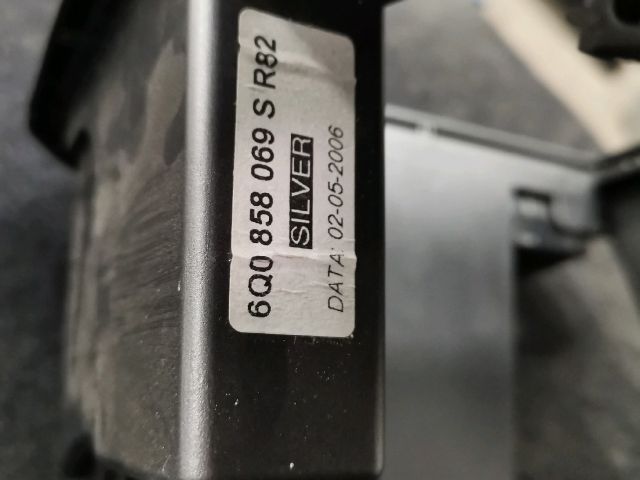 6Q0 858 069 S R82
SILVER
DATA: 02-05-2006